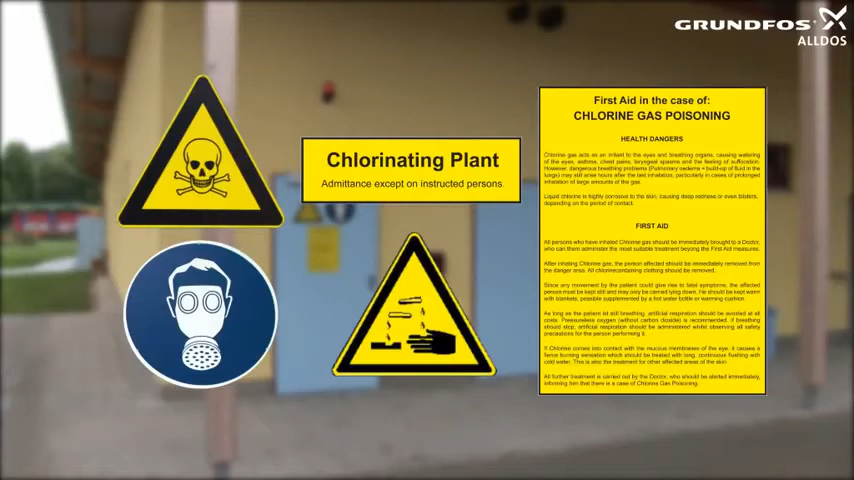 GRUNDFOS
ALLDOS
Chlorinating Plant
Admittance except on instructed persons.
First Aid in the case of:
CHLORINE GAS POISONING
HEALTH DANGERS
Chlorine gas acts as an irritant to the eyes and breathing organs, causing watering
of the eyes, asthma, chest pains, laryngeal spasms and the feeling of suffocation.
However, dangerous breathing problems (Pulmonary oedema = build-up of fluid in the
lungs) may still arise hours after the last inhalation, particularly in cases of prolonged
inhalation of large amounts of the gas.
Liquid chlorine is highly corrosive to the skin, causing deep redness or even blisters,
depending on the period of contact.
FIRST AID
All persons who have inhaled Chlorine gas should be immediately brought to a Doctor,
who can them administer the most suitable treatment beyong the First Aid measures.
After inhaling Chlorine gas, the person affected should be immediately removed from
the danger area. All chlorinecontaining clothing should be removed.
Since any movement by the patient could give rise to fatal symptoms, the affected
person must be kept still and may only be carried lying down. He should be kept warm
with blankets, possible supplemented by a hot water bottle or warming cushion.
As long as the patient ist still breathing, artificial respiration should be avoited at all
costs. Pressureless oxygen (without carbon dioxide) is recommended. If breathing
should stop, artificial respiration should be administered whilst observing all safety
precautions for the person performing it.
If Chlorine comes into contact with the mucous membranes of the eye, it causes a
fierce burning sensation which should be treated with long, continuous flushing with
cold water. This is also the treatment for other affected areas of the skin.
All further treatment is carried out by the Doctor, who should be alerted immediately,
informing him that there is a case of Chlorine Gas Poisoning.